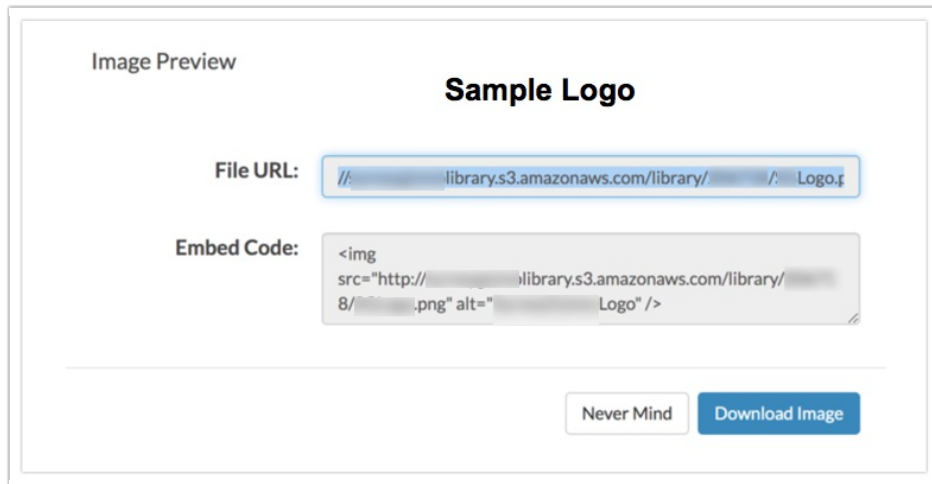 Image Preview
Sample Logo
File URL: //library.s3.amazonaws.com/library/ /Logo.p
Embed Code: <img
src="http://library.s3.amazonaws.com/library/
8/ .png" alt=" Logo" />
Never Mind Download Image